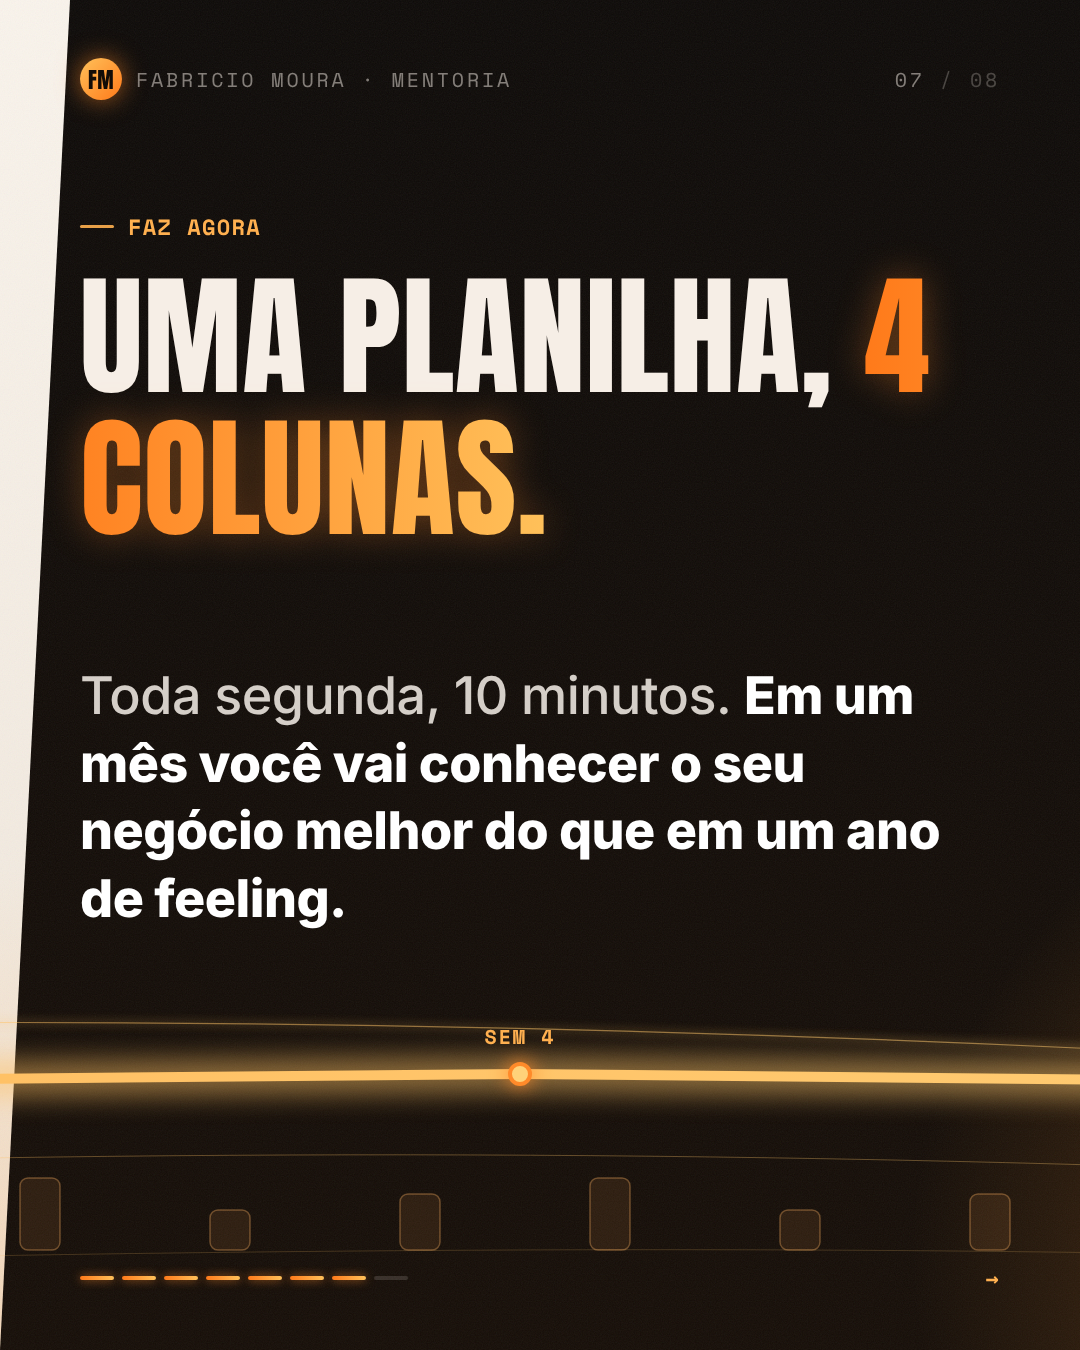 FM FABRICIO MOURA · MENTORIA
07 / 08
FAZ AGORA
UMA PLANILHA, 4
COLUNAS.
Toda segunda, 10 minutos. Em um
mês você vai conhecer o seu
negócio melhor do que em um ano
de feeling.
SEM 4
→